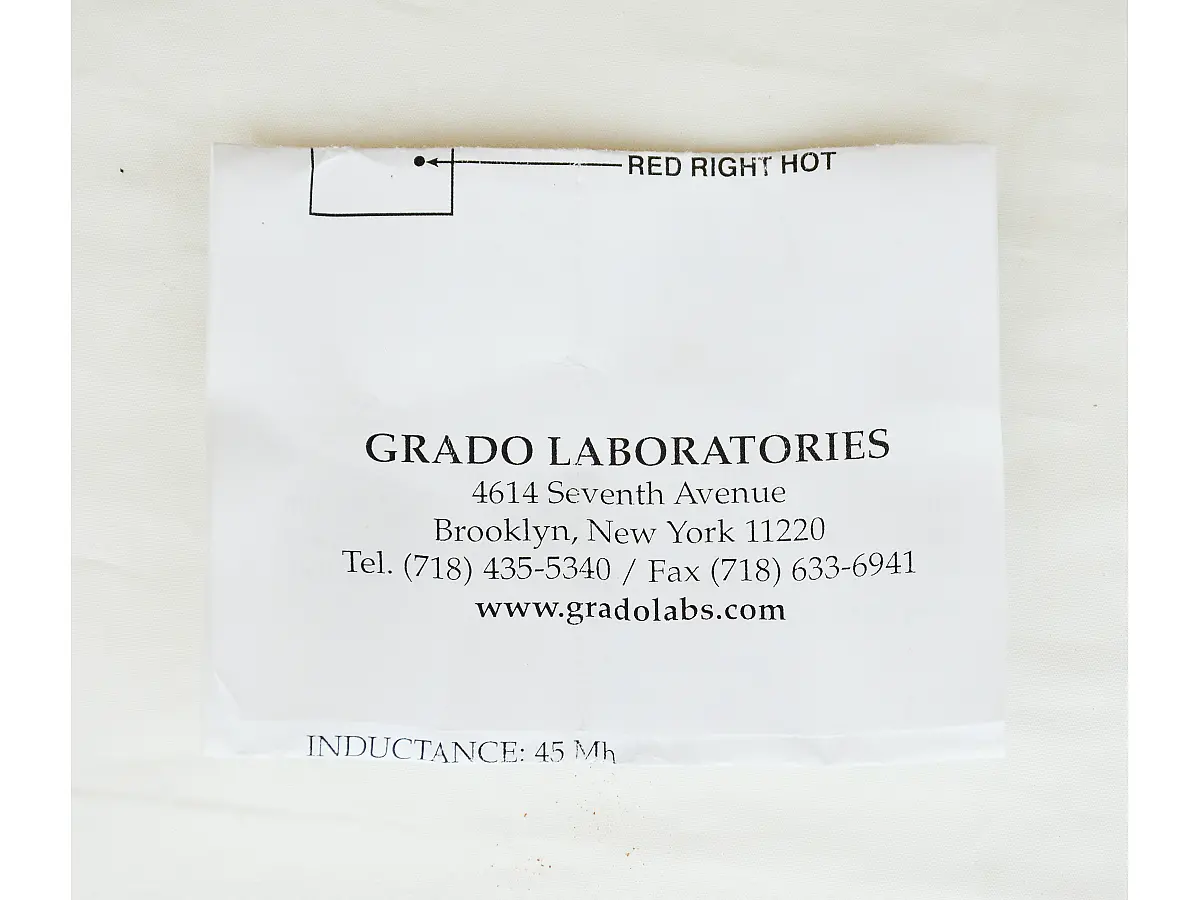 RED RIGHT HOT
GRADO LABORATORIES
4614 Seventh Avenue
Brooklyn, New York 11220
Tel. (718) 435-5340 / Fax (718) 633-6941
www.gradolabs.com
INDUCTANCE: 45 Mh